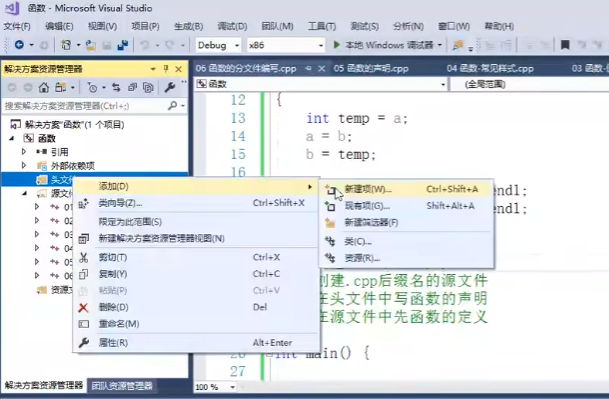 函数 - Microsoft Visual Studio
文件(F) 编辑(E) 视图(V) 项目(P) 生成(B) 调试(D) 团队(M) 工具(T) 测试(S) 分析(N) 窗口(W) 帮助(H)
Debug x86 本地 Windows 调试器
解决方案资源管理器
06 函数的分文件编写.cpp 05 函数的声明.cpp 04 函数-常见样式.cpp 03 函数-
函数 (全局范围)
搜索解决方案资源管理器(Ctrl+;)
解决方案"函数"(1 个项目)
函数
引用
外部依赖项
头文
源文
01
02
03
04
05
06
资源
添加(D)
类向导(Z)... Ctrl+Shift+X
限定为此范围(S)
新建解决方案资源管理器视图(N)
剪切(T) Ctrl+X
复制(Y) Ctrl+C
粘贴(P) Ctrl+V
删除(D) Del
重命名(M)
属性(R) Alt+Enter
新建项(W)... Ctrl+Shift+A
现有项(G)... Shift+Alt+A
新建筛选器(F)
类(C)...
资源(R)...
12 {
13 int temp = a;
14 a = b;
15 b = temp;
endl;
endl;
创建.cpp后缀名的源文件
在头文件中写函数的声明
在源文件中先函数的定义
26 int main() {
27
100 %
解决方案资源管理器 团队资源管理器